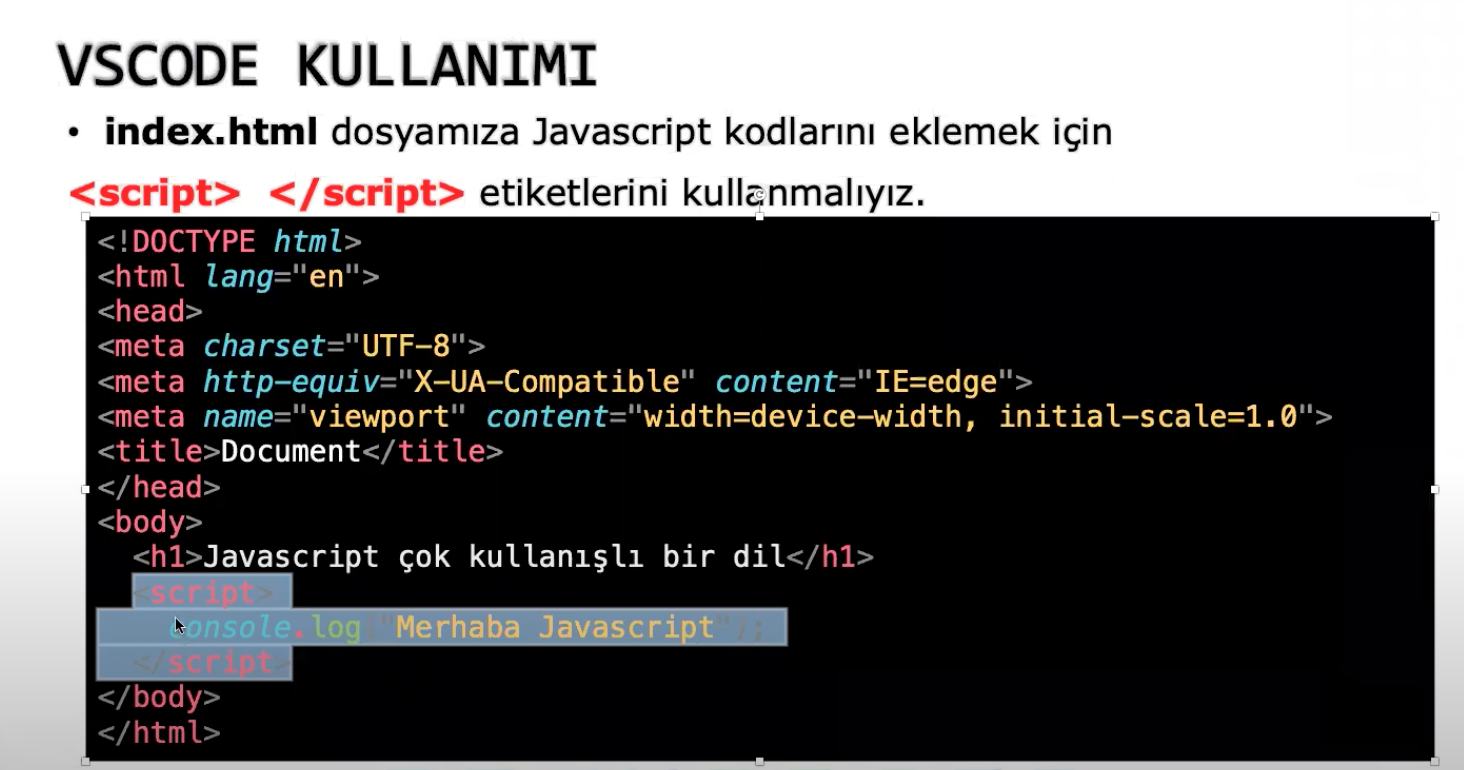 VSCODE KULLANIMI
• index.html dosyamıza Javascript kodlarını eklemek için
<script> </script> etiketlerini kullanmalıyız.
<!DOCTYPE html>
<html lang="en">
<head>
<meta charset="UTF-8">
<meta http-equiv="X-UA-Compatible" content="IE=edge">
<meta name="viewport" content="width=device-width, initial-scale=1.0">
<title>Document</title>
</head>
<body>
<h1>Javascript çok kullanışlı bir dil</h1>
<script>
console.log("Merhaba Javascript");
</script>
</body>
</html>